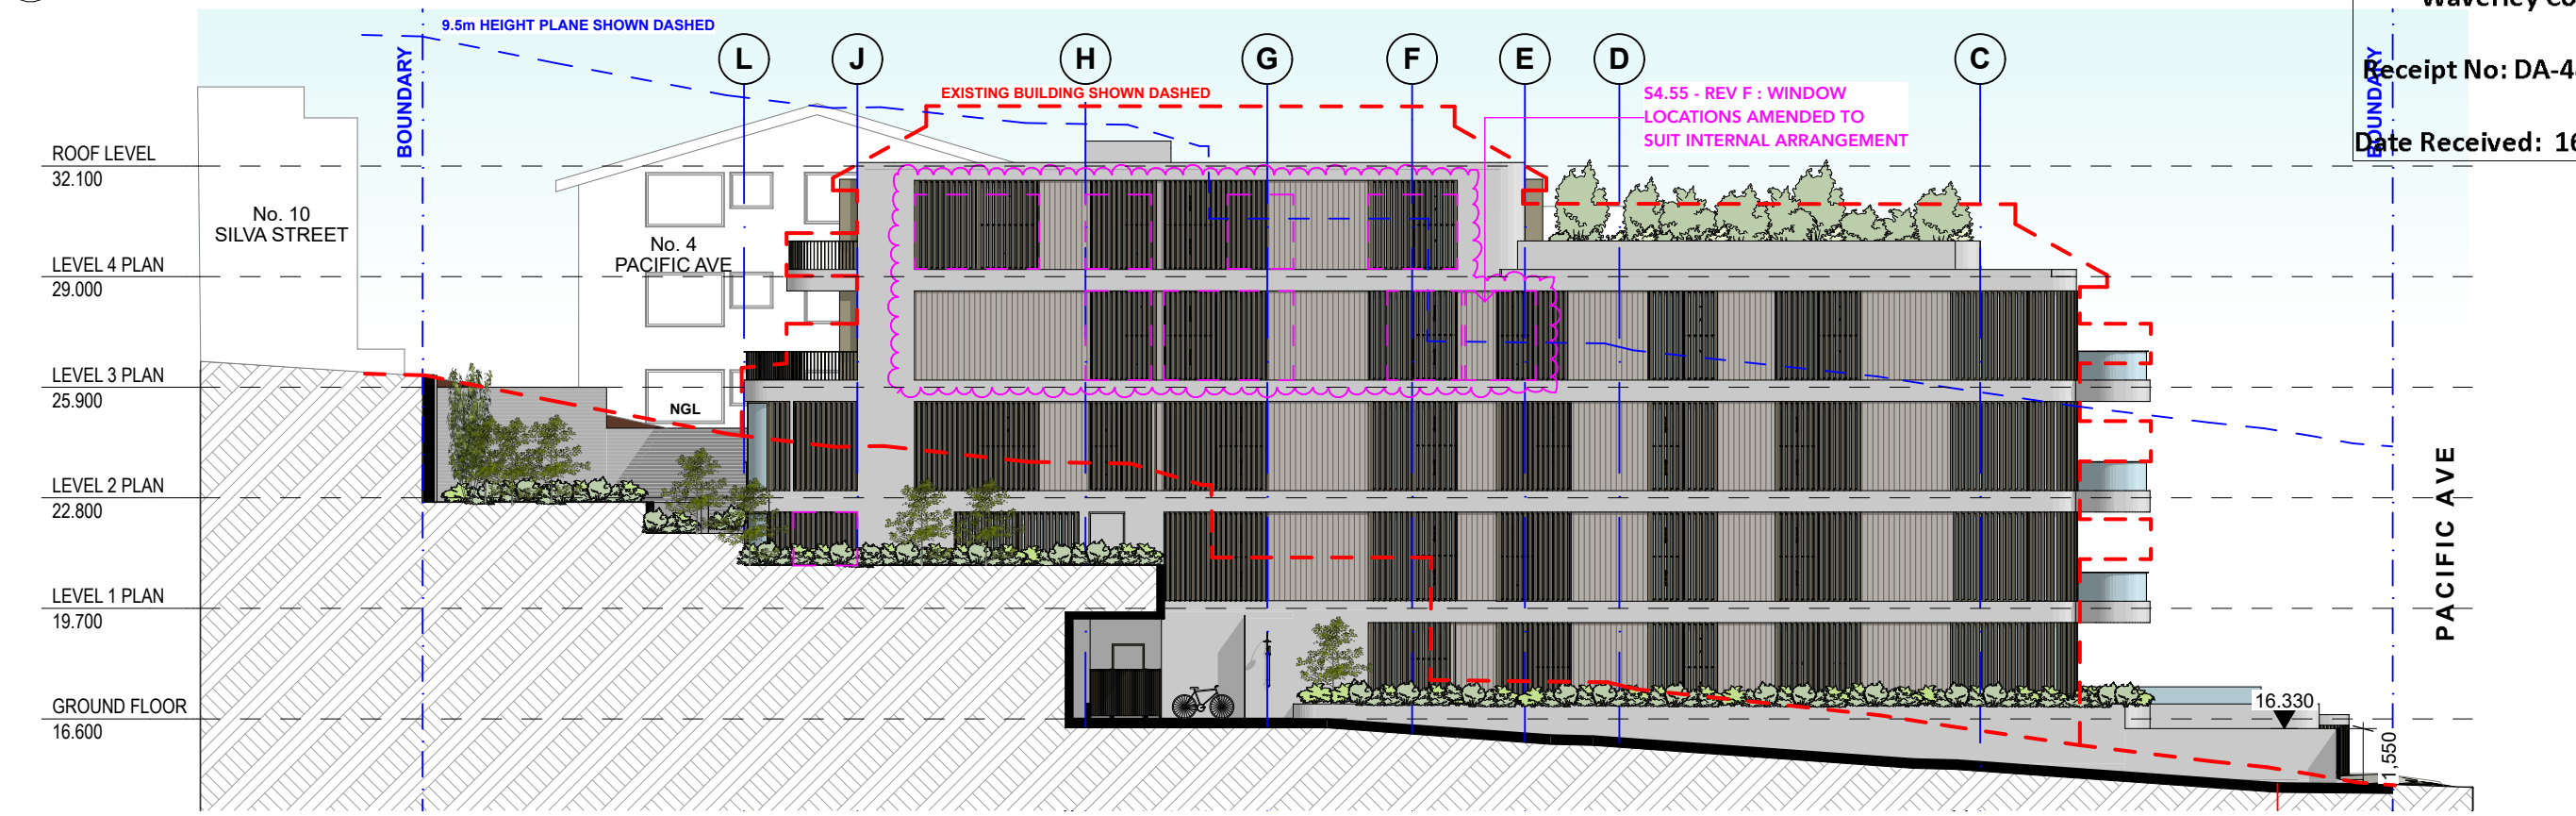 Receipt No: DA-4
Date Received: 16
9.5m HEIGHT PLANE SHOWN DASHED
BOUNDARY
L
J
H
G
F
E
D
C
BOUNDARY
EXISTING BUILDING SHOWN DASHED
S4.55 - REV F : WINDOW
LOCATIONS AMENDED TO
SUIT INTERNAL ARRANGEMENT
ROOF LEVEL
32.100
No. 10
SILVA STREET
No. 4
PACIFIC AVE
LEVEL 4 PLAN
29.000
LEVEL 3 PLAN
25.900
NGL
LEVEL 2 PLAN
22.800
LEVEL 1 PLAN
19.700
PACIFIC AVE
GROUND FLOOR
16.600
16.330
1,550